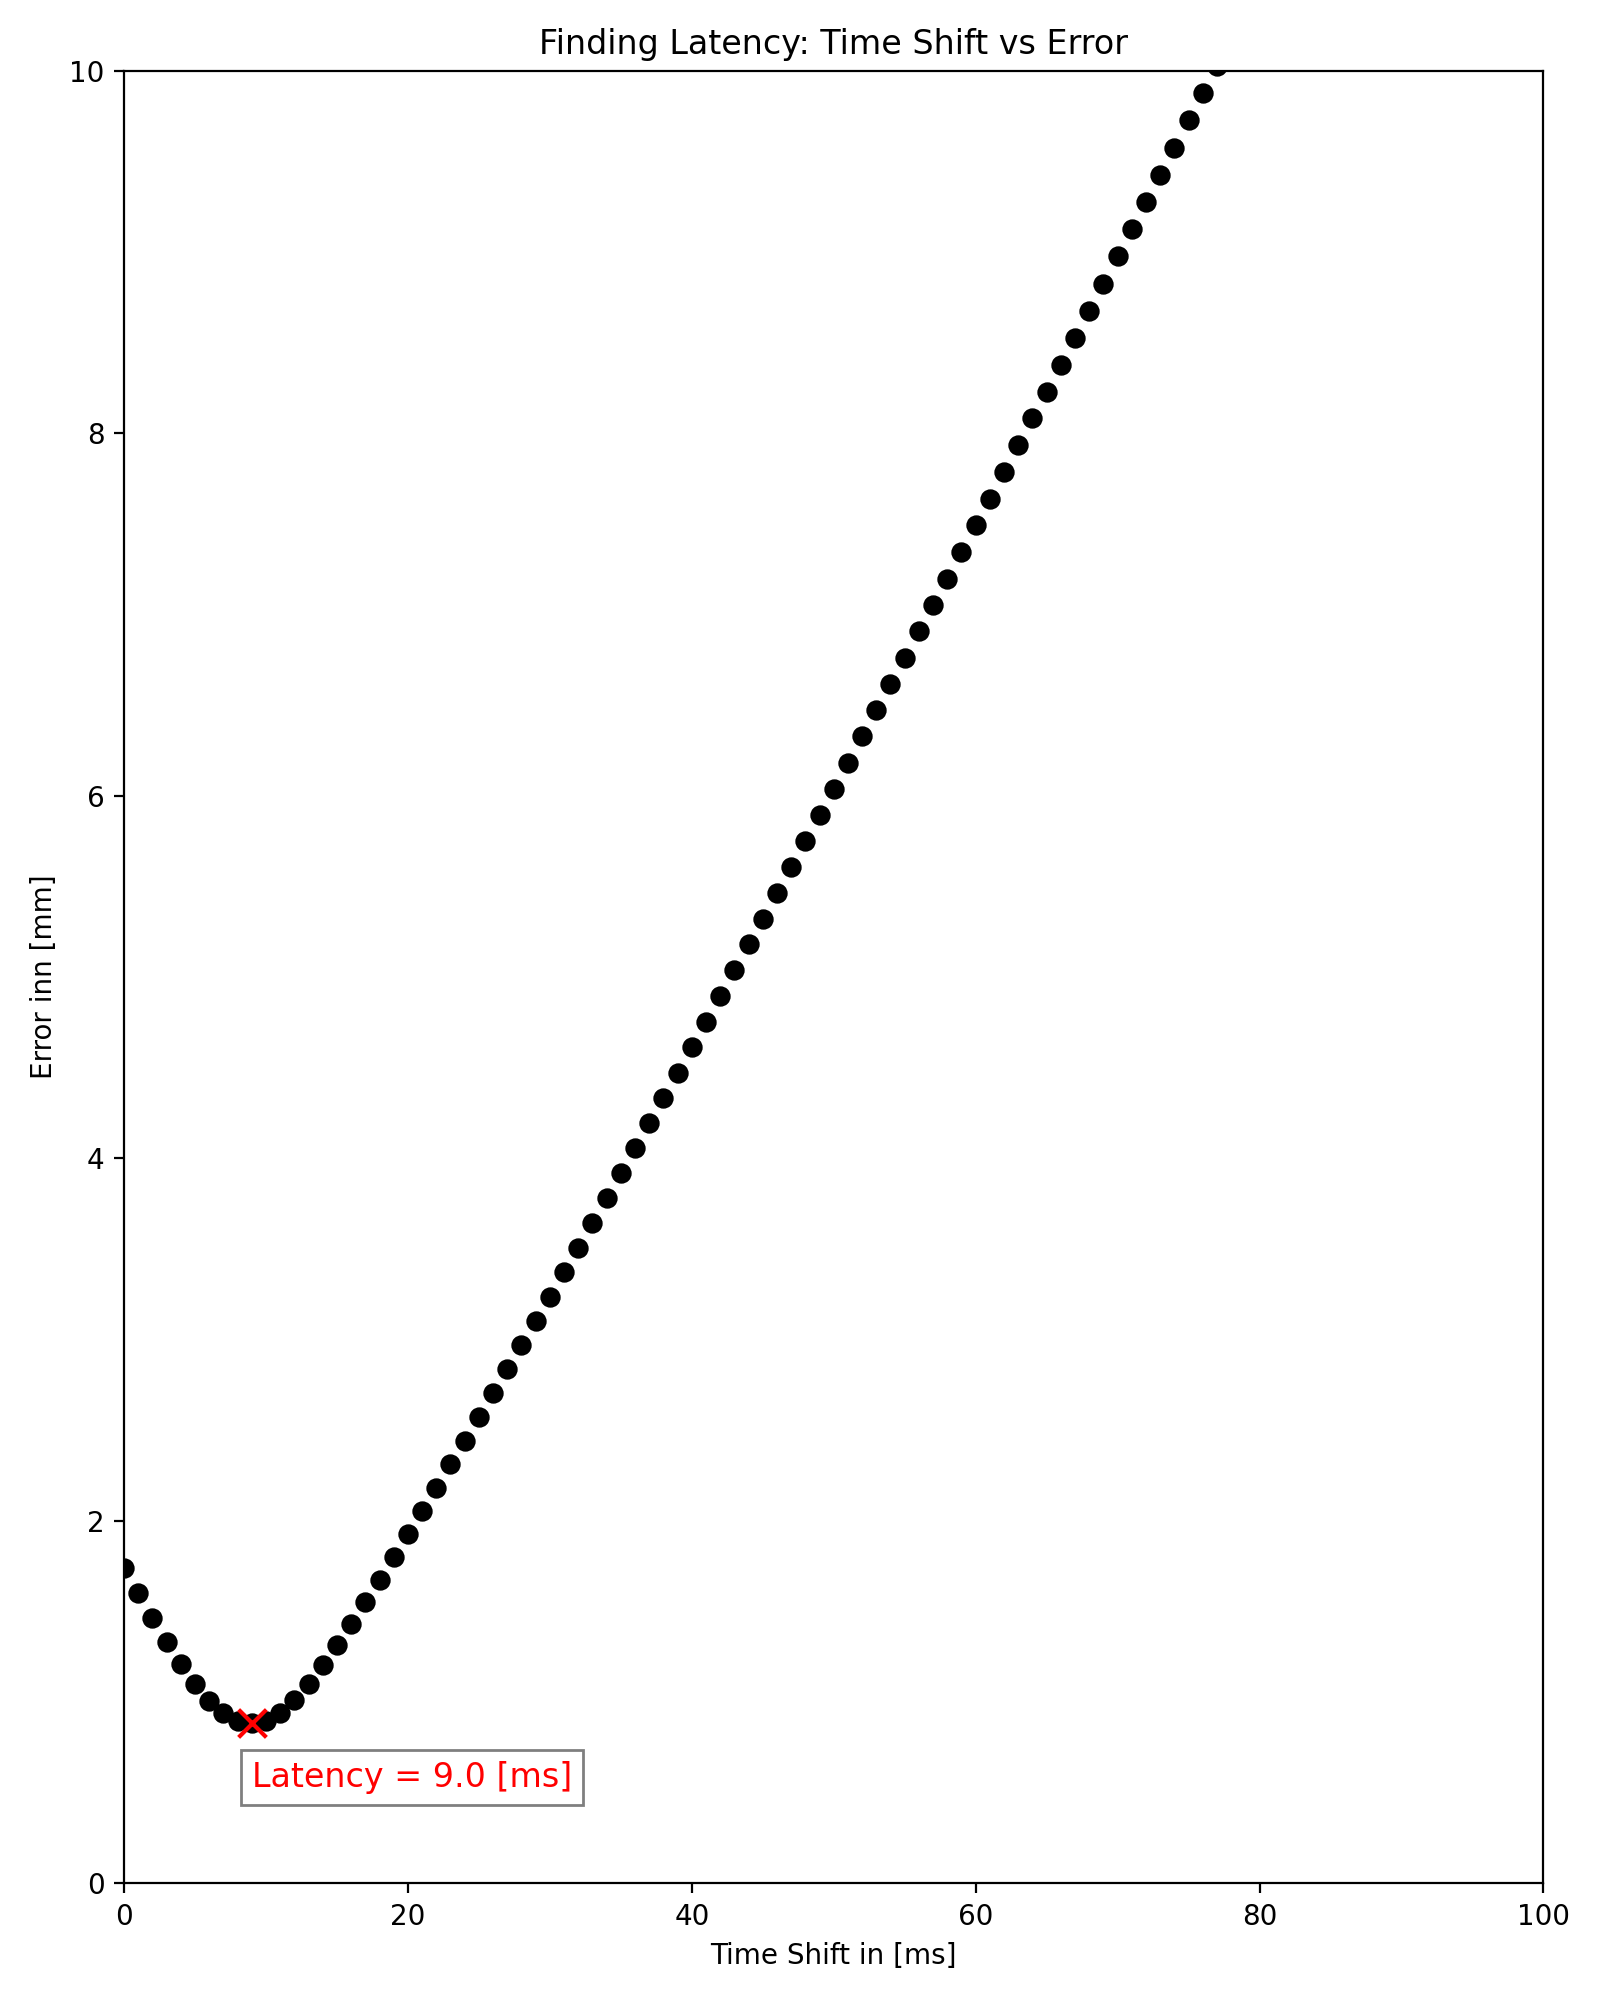 Finding Latency: Time Shift vs Error
10
8
6
4
2
0
Error inn [mm]
Latency = 9.0 [ms]
0 20 40 60 80 100
Time Shift in [ms]